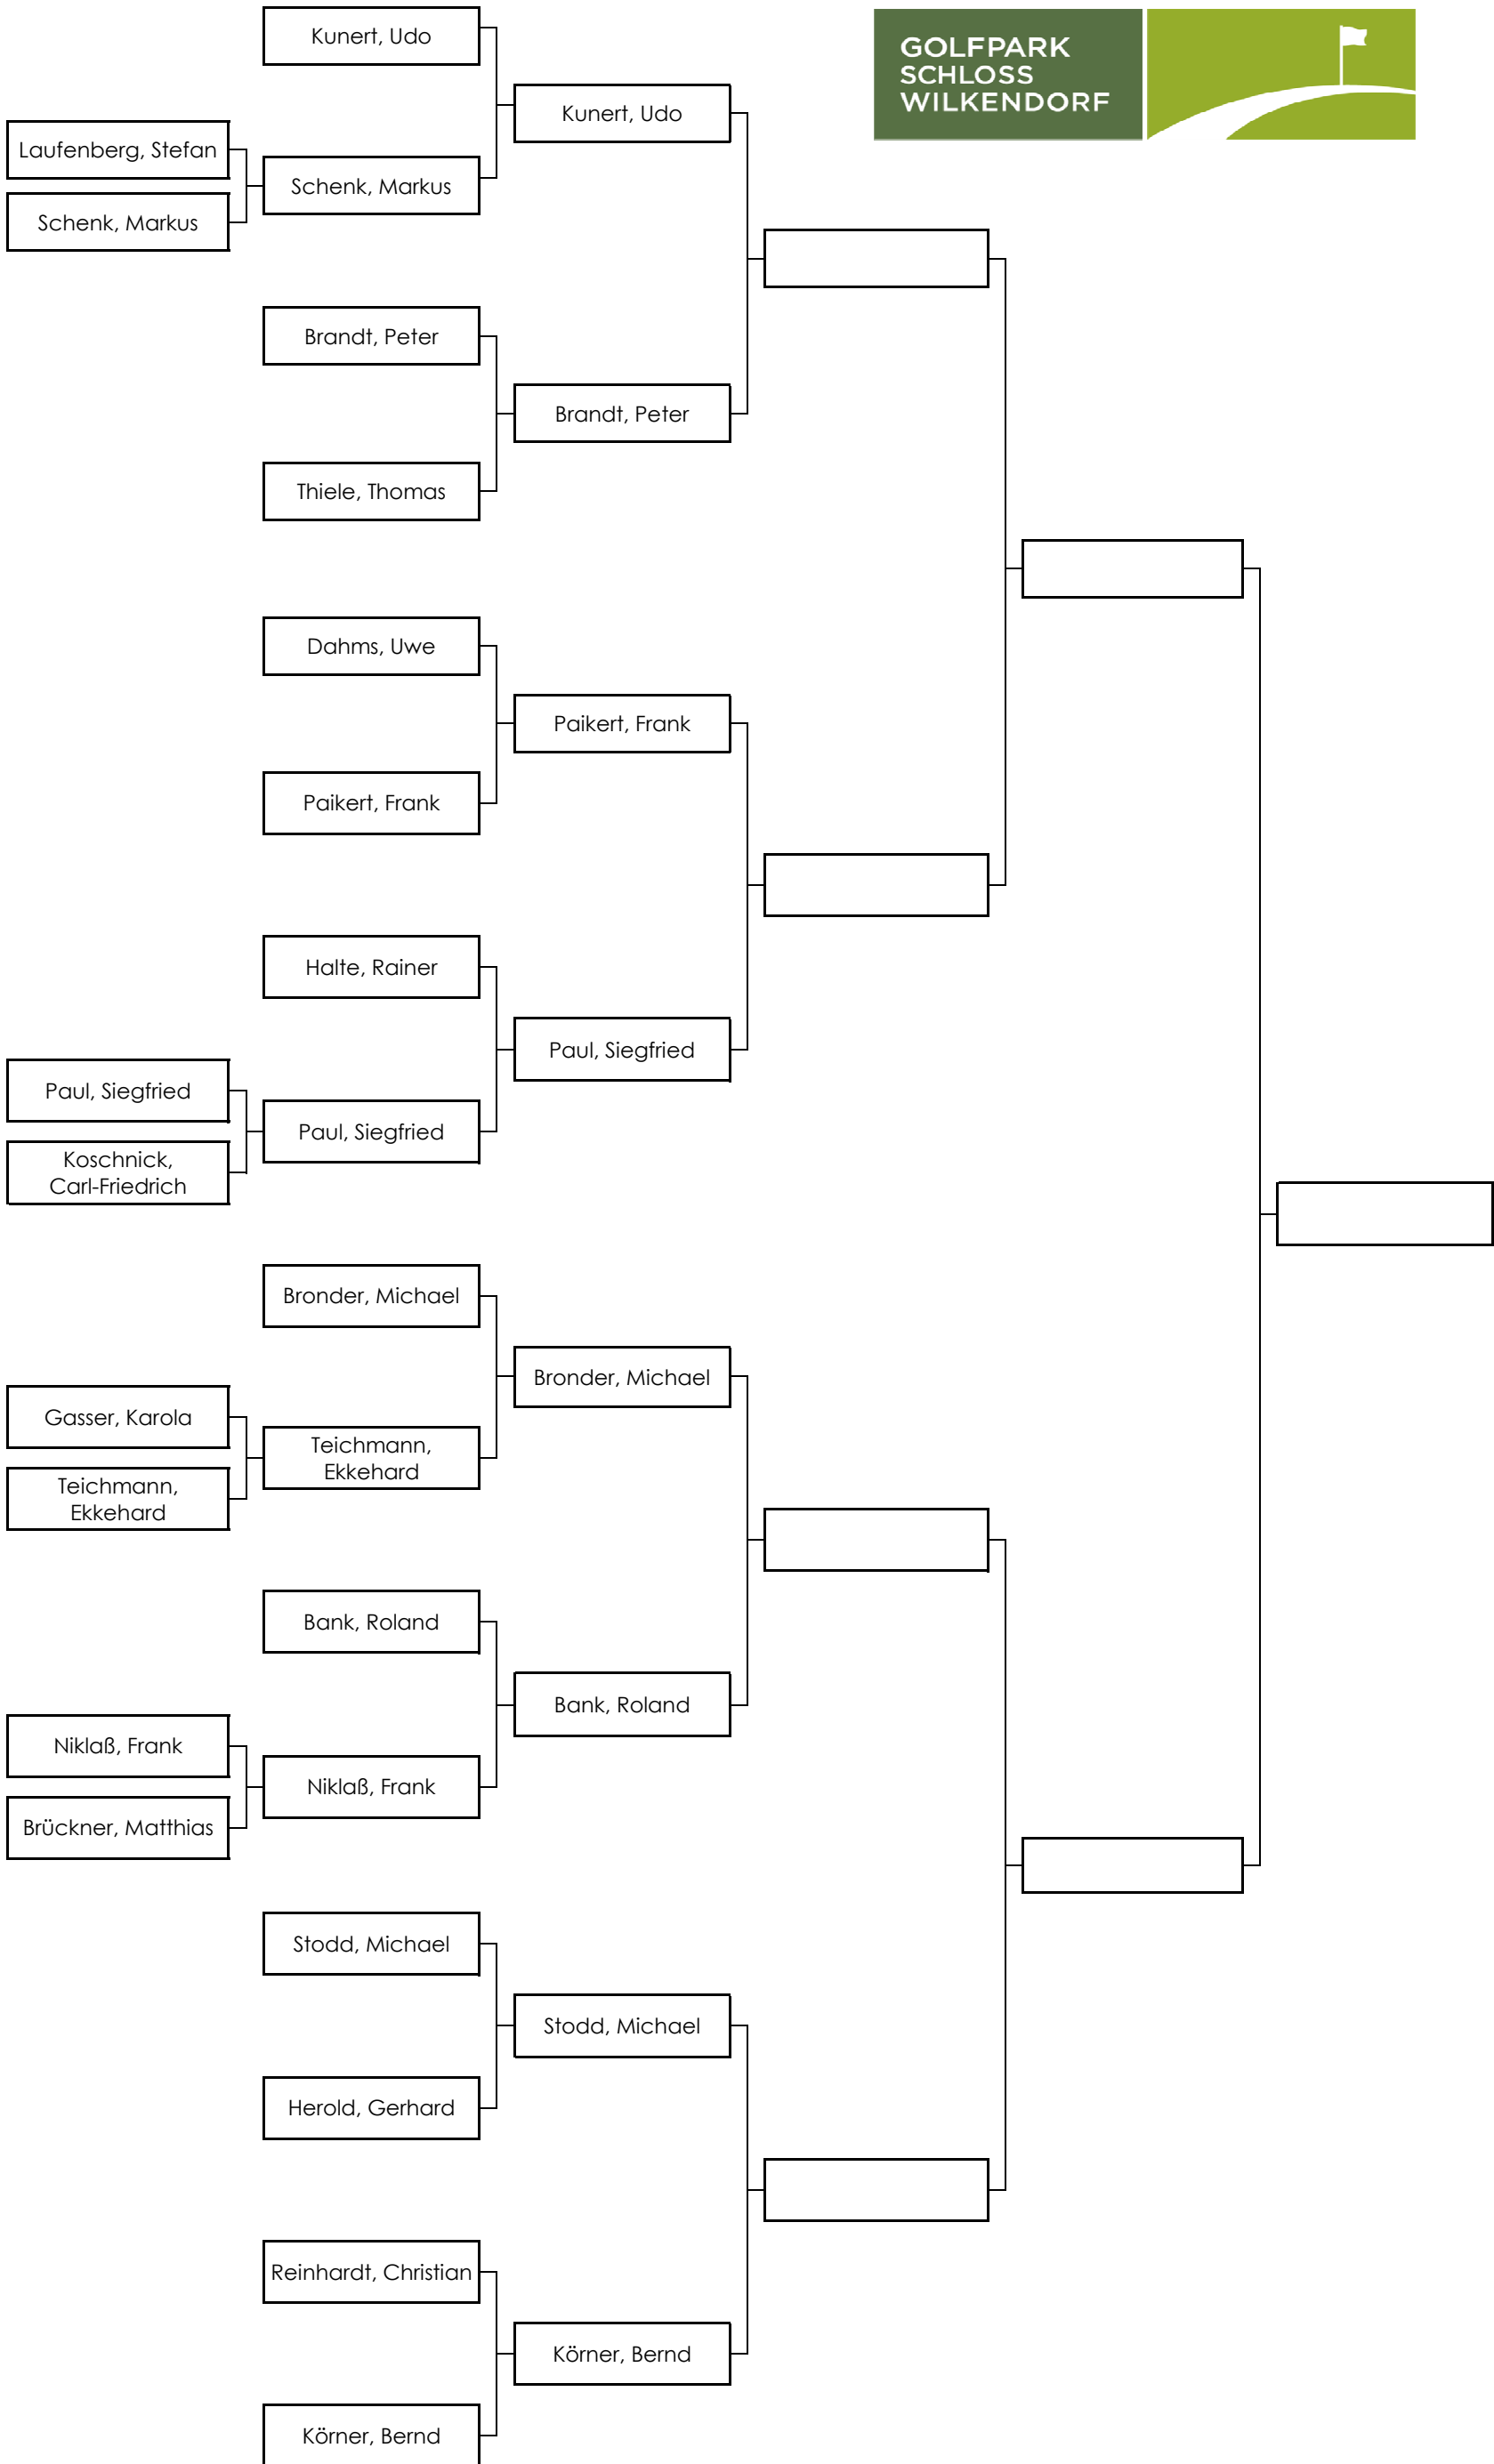 Kunert, Udo
GOLFPARK
SCHLOSS
WILKENDORF
Kunert, Udo
Laufenberg, Stefan
Schenk, Markus
Schenk, Markus
Brandt, Peter
Brandt, Peter
Thiele, Thomas
Dahms, Uwe
Paikert, Frank
Paikert, Frank
Halte, Rainer
Paul, Siegfried
Paul, Siegfried
Paul, Siegfried
Koschnick,
Carl-Friedrich
Bronder, Michael
Bronder, Michael
Gasser, Karola
Teichmann,
Ekkehard
Teichmann,
Ekkehard
Bank, Roland
Bank, Roland
Niklaß, Frank
Niklaß, Frank
Brückner, Matthias
Stodd, Michael
Stodd, Michael
Herold, Gerhard
Reinhardt, Christian
Körner, Bernd
Körner, Bernd